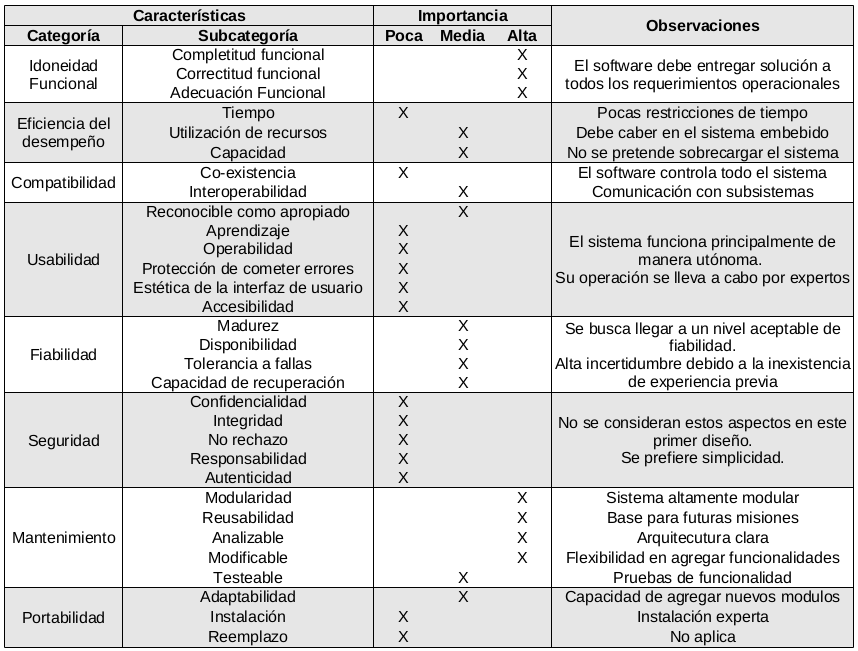 Características Importancia Observaciones
Categoría Subcategoría Poca Media Alta
Idoneidad
Funcional
Completitud funcional X
Correctitud funcional X
Adecuación Funcional X
El software debe entregar solución a
todos los requerimientos operacionales
Eficiencia del
desempeño
Tiempo X Pocas restricciones de tiempo
Utilización de recursos X Debe caber en el sistema embebido
Capacidad X No se pretende sobrecargar el sistema
Compatibilidad
Co-existencia X El software controla todo el sistema
Interoperabilidad X Comunicación con subsistemas
Usabilidad
Reconocible como apropiado X
Aprendizaje X
Operabilidad X
Protección de cometer errores X
Estética de la interfaz de usuario X
Accesibilidad X
El sistema funciona principalmente de
manera utónoma.
Su operación se lleva a cabo por expertos
Fiabilidad
Madurez X
Disponibilidad X
Tolerancia a fallas X
Capacidad de recuperación X
Se busca llegar a un nivel aceptable de
fiabilidad.
Alta incertidumbre debido a la inexistencia
de experiencia previa
Seguridad
Confidencialidad X
Integridad X
No rechazo X
Responsabilidad X
Autenticidad X
No se consideran estos aspectos en este
primer diseño.
Se prefiere simplicidad.
Mantenimiento
Modularidad X Sistema altamente modular
Reusabilidad X Base para futuras misiones
Analizable X Arquitecutura clara
Modificable X Flexibilidad en agregar funcionalidades
Testeable X Pruebas de funcionalidad
Portabilidad
Adaptabilidad X Capacidad de agregar nuevos modulos
Instalación X Instalación experta
Reemplazo X No aplica